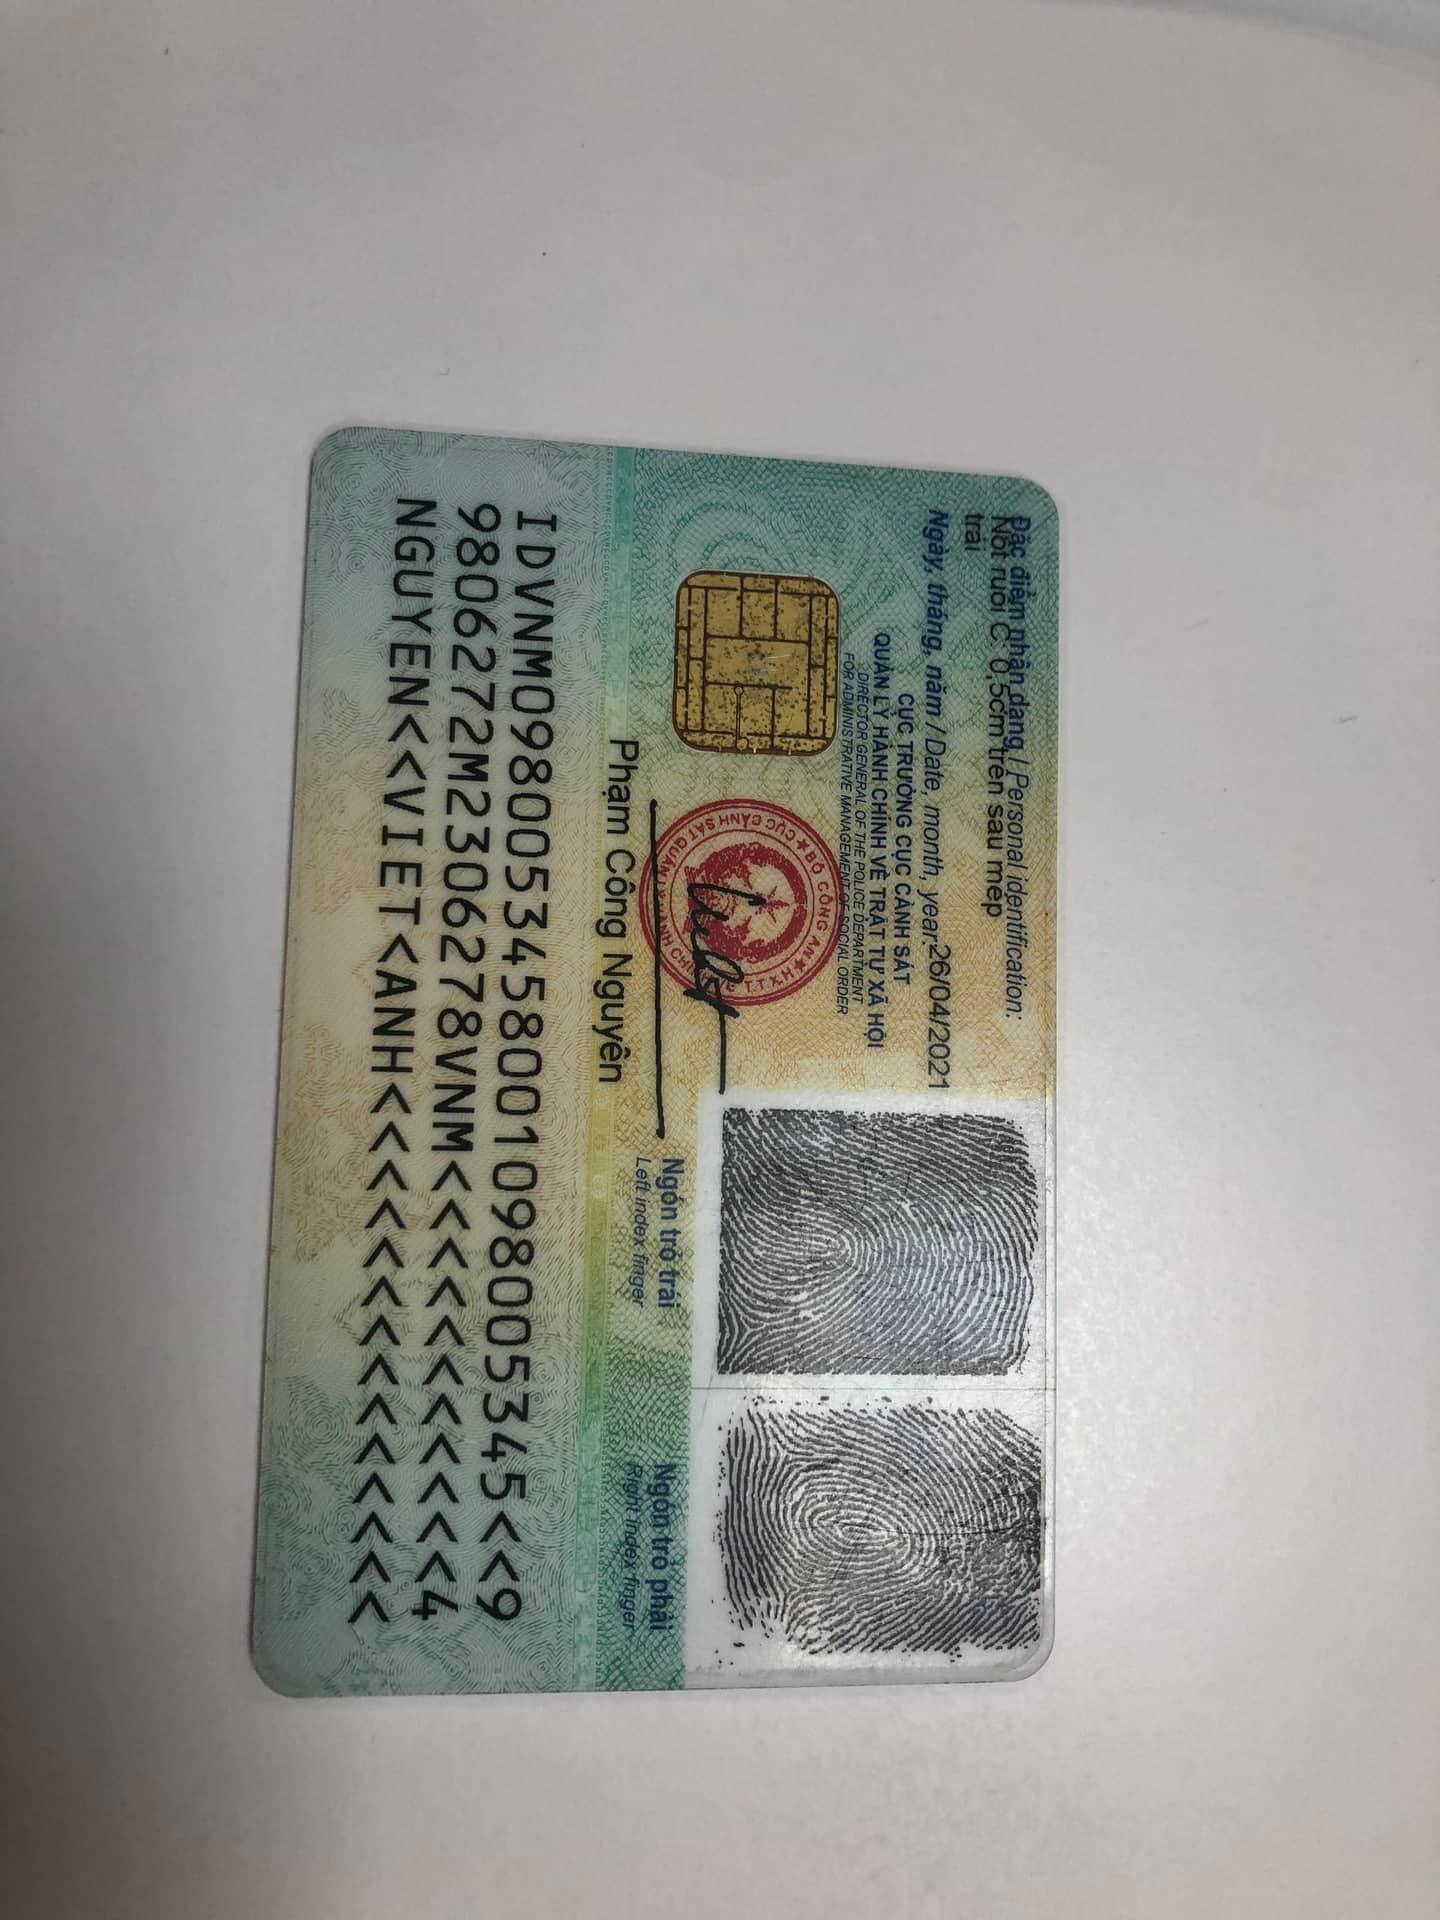 Đặc điểm nhân dạng / Personal identification:
Nốt ruồi C 0,5cm trên sau mép
trái
Ngày, tháng, năm / Date, month, year: 26/04/2021
CỤC TRƯỞNG CỤC CẢNH SÁT
QUẢN LÝ HÀNH CHÍNH VỀ TRẬT TỰ XÃ HỘI
DIRECTOR GENERAL OF THE POLICE DEPARTMENT
FOR ADMINISTRATIVE MANAGEMENT OF SOCIAL ORDER
BỘ CÔNG AN
CỤC CẢNH SÁT QUẢN LÝ HÀNH CHÍNH VỀ T.T.X.H
Phạm Công Nguyên
Ngón trỏ trái
Left index finger
Ngón trỏ phải
Right index finger
IDVNM0980053458001098005345<<9
9806272M2306278VNM<<<<<<<<<<<4
NGUYEN<<VIET<ANH<<<<<<<<<<<<<<